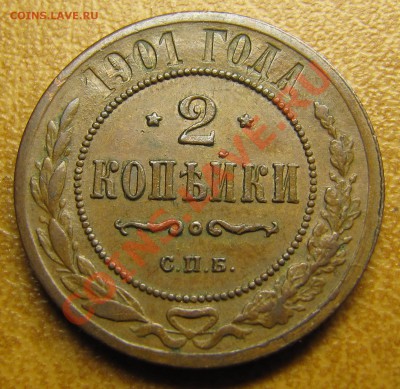 COINS.LAVE.RU
1901 ГОДА
* 2 *
КОПѢЙКИ
С.П.Б.
COINS.LAVE.RU